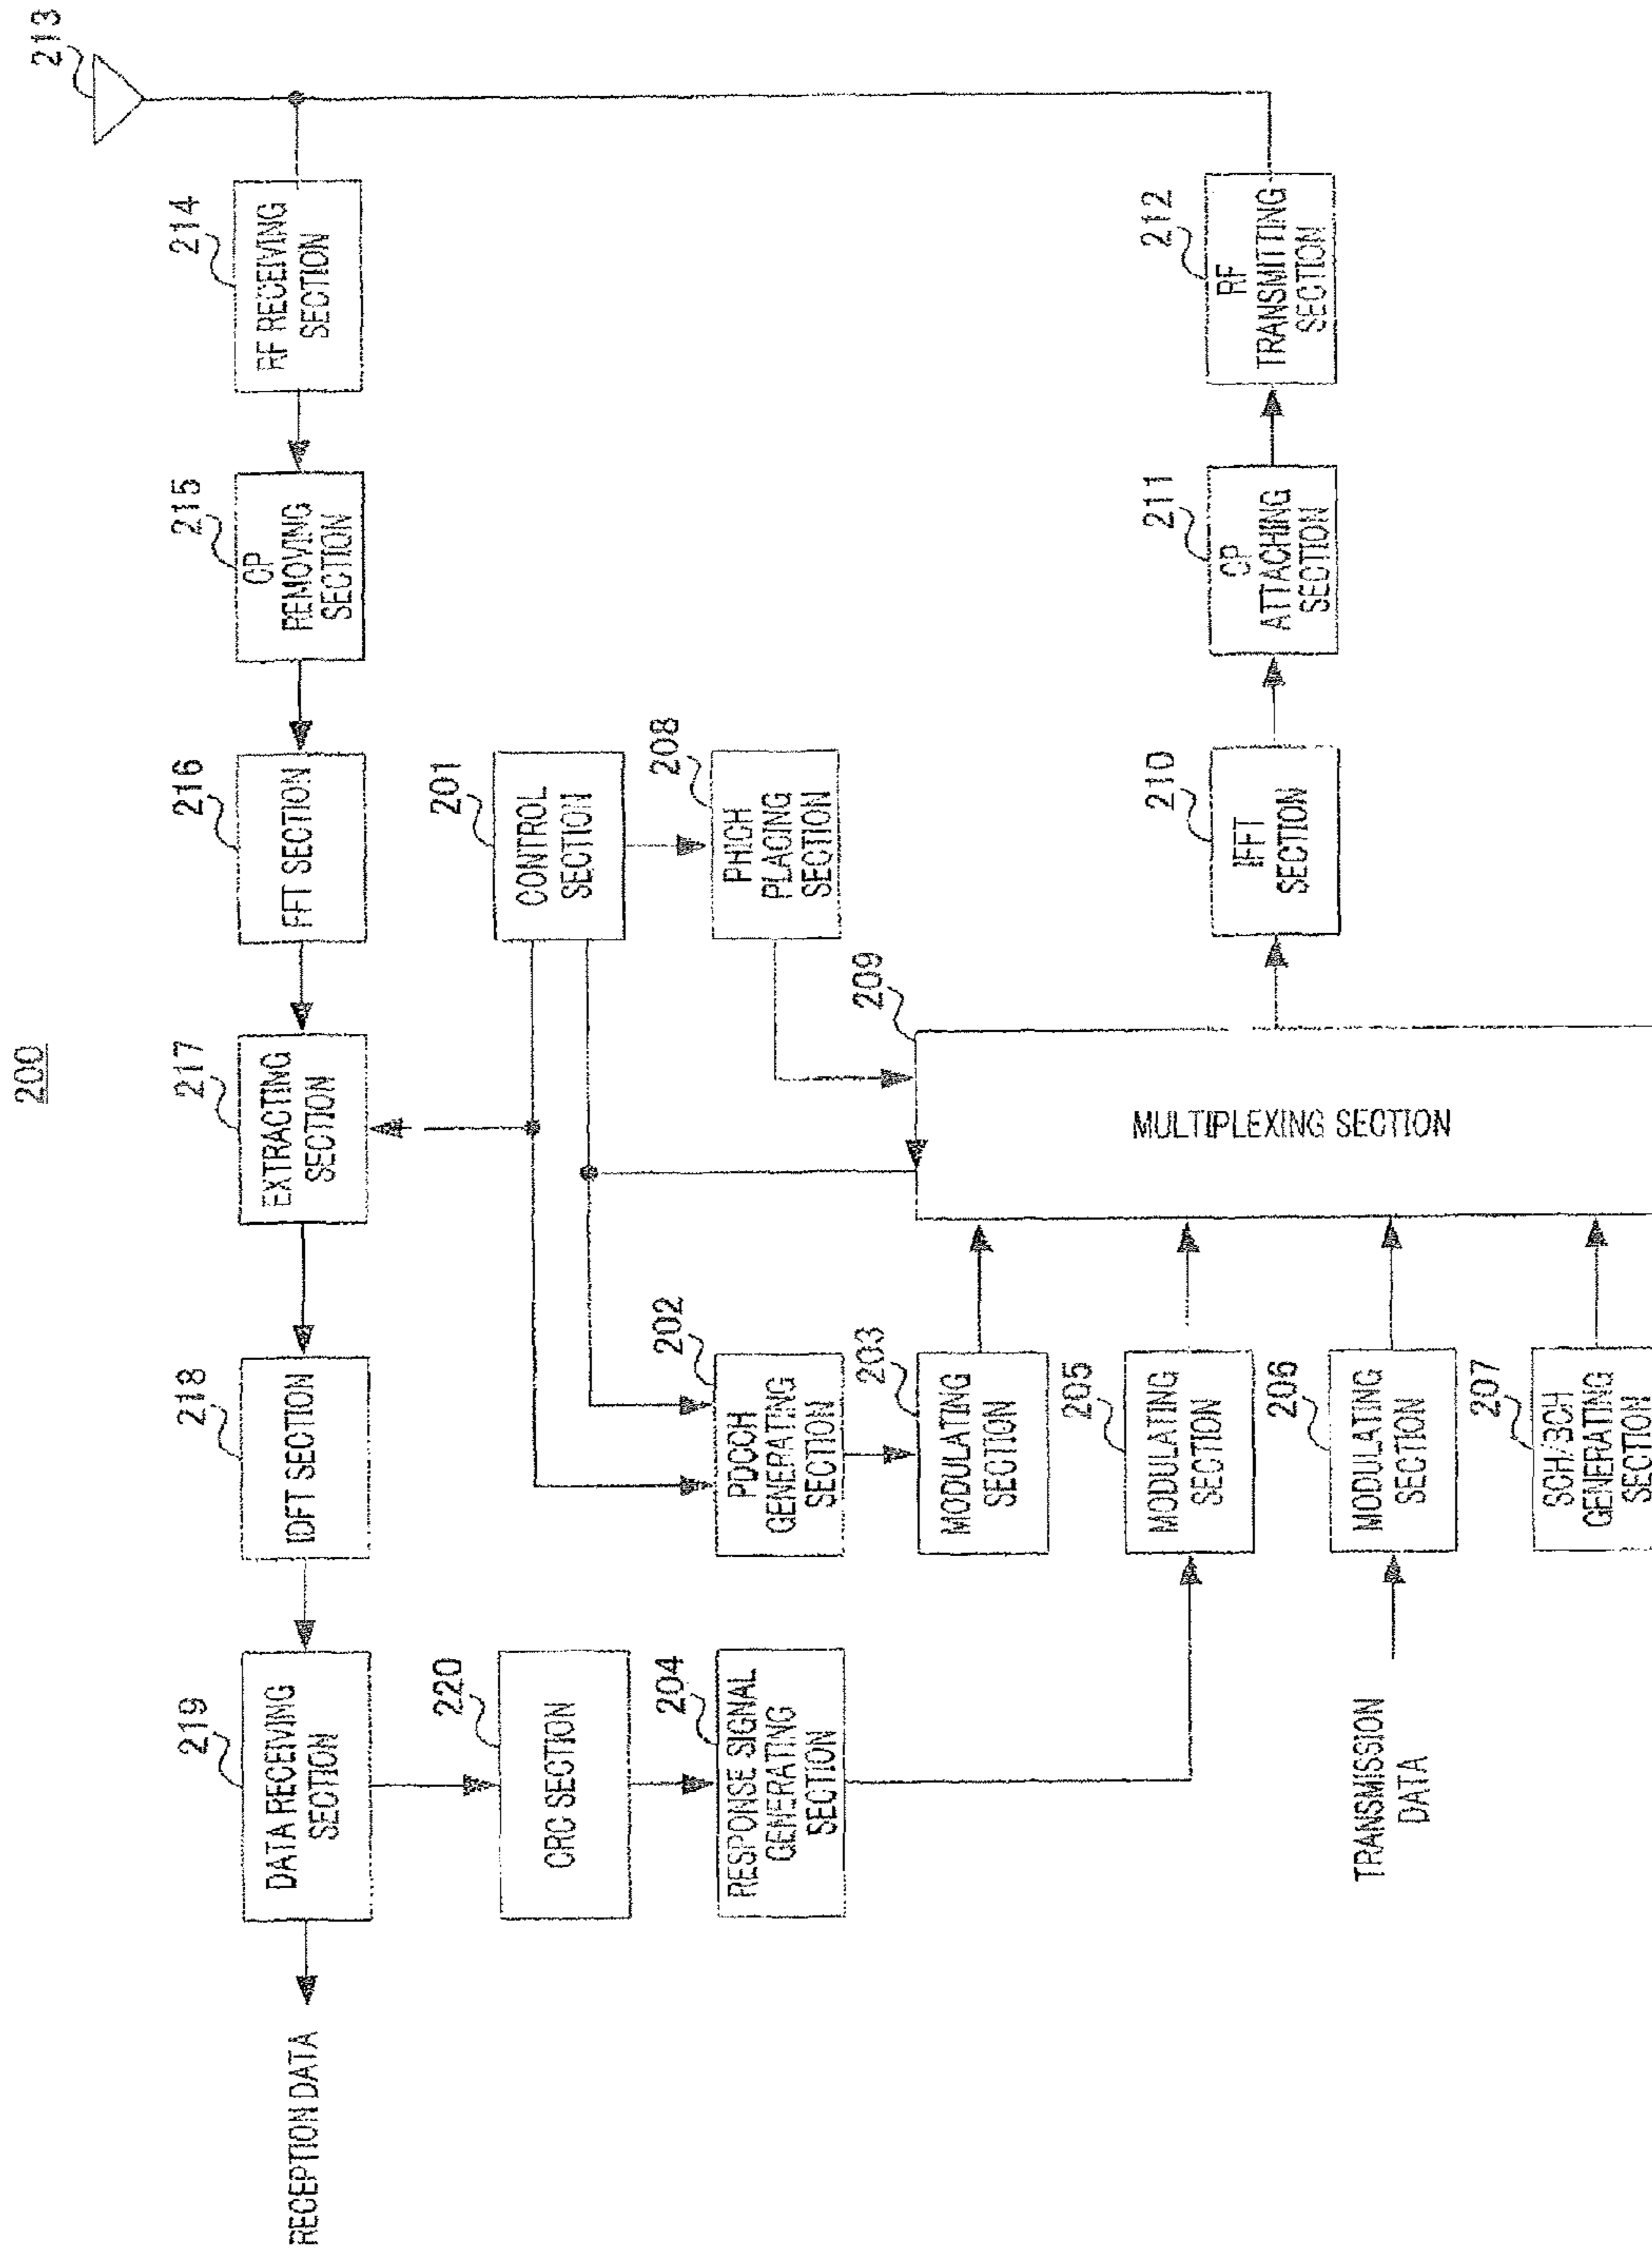 200
213
214
RF RECEIVING
SECTION
215
CP
REMOVING
SECTION
216
FFT SECTION
217
EXTRACTING
SECTION
218
IDFT SECTION
219
DATA RECEIVING
SECTION
RECEPTION DATA
201
CONTROL
SECTION
220
CRC SECTION
208
PHICH
PLACING
SECTION
202
PDCCH
GENERATING
SECTION
204
RESPONSE SIGNAL
GENERATING
SECTION
209
MULTIPLEXING SECTION
203
MODULATING
SECTION
205
MODULATING
SECTION
206
MODULATING
SECTION
TRANSMISSION
DATA
207
SCH/BCH
GENERATING
SECTION
210
IFFT
SECTION
211
CP
ATTACHING
SECTION
212
RF
TRANSMITTING
SECTION